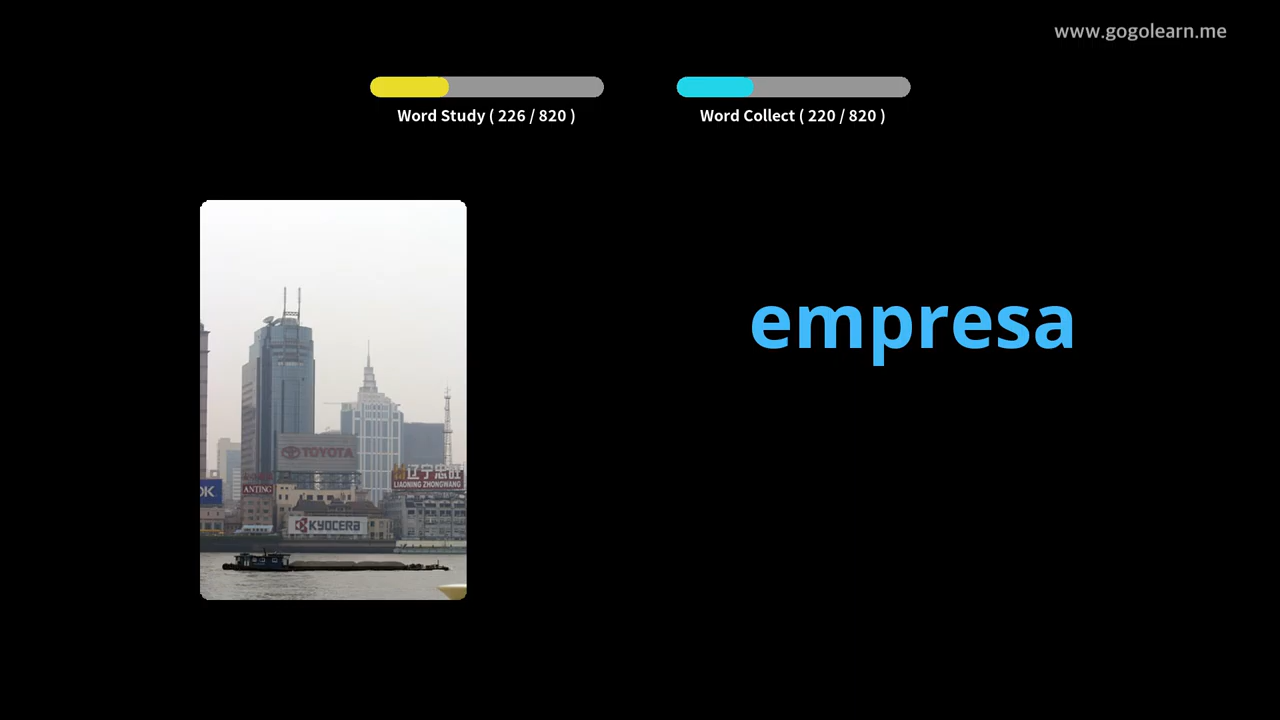 www.gogolearn.me
Word Study ( 226 / 820 )
Word Collect ( 220 / 820 )
empresa
TOYOTA
辽宁忠旺
LIAONING ZHONGWANG
OK
ANTING
KYOCERA